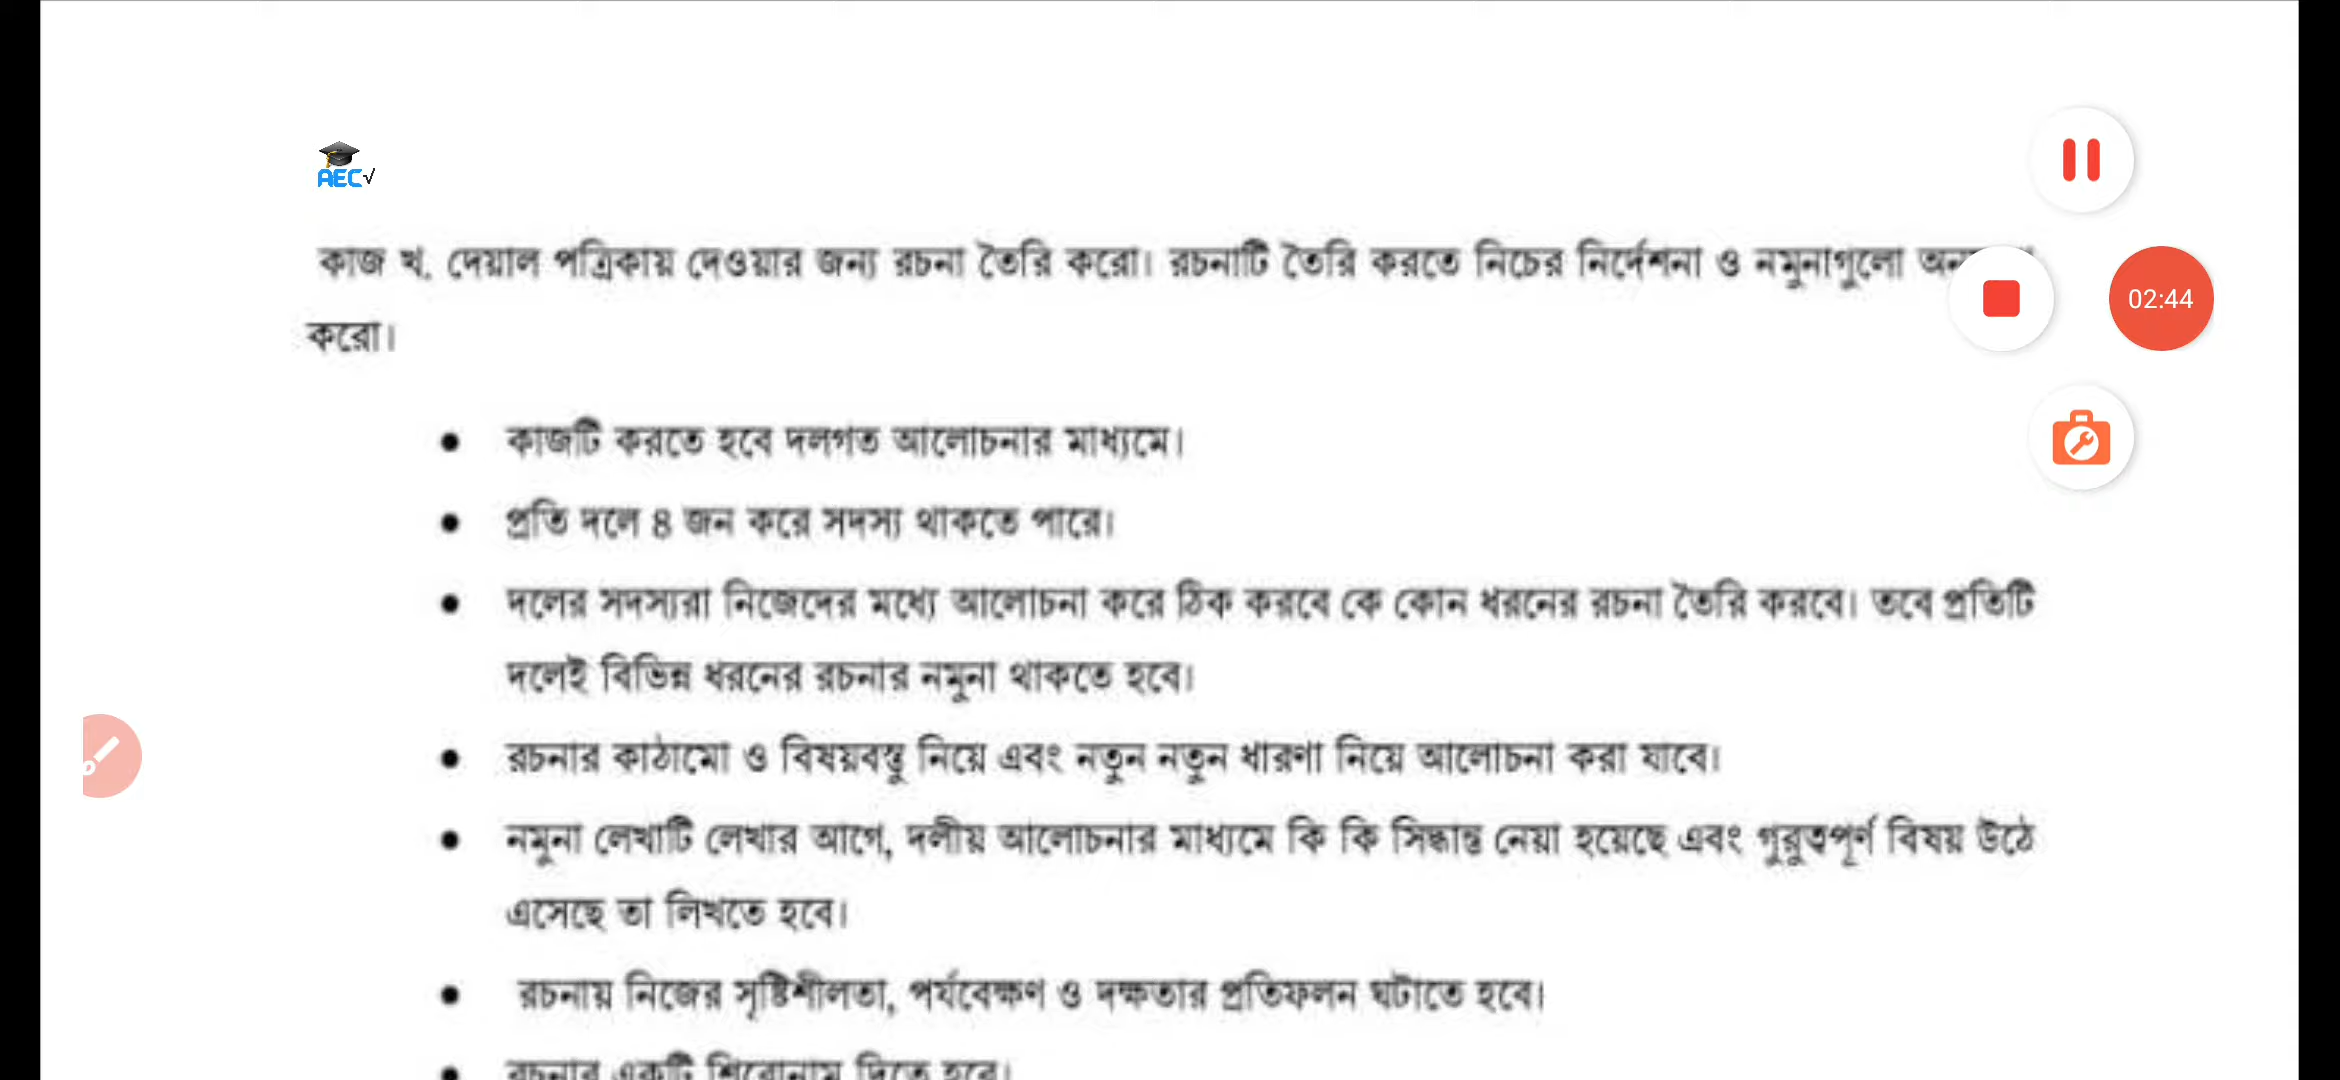 AEC√
কাজ খ. দেয়াল পত্রিকায় দেওয়ার জন্য রচনা তৈরি করো। রচনাটি তৈরি করতে নিচের নির্দেশনা ও নমুনাগুলো
করো।
02:44
• কাজটি করতে হবে দলগত আলোচনার মাধ্যমে।
• প্রতি দলে ৪ জন করে সদস্য থাকতে পারে।
• দলের সদস্যরা নিজেদের মধ্যে আলোচনা করে ঠিক করবে কে কোন ধরনের রচনা তৈরি করবে। তবে প্রতিটি
দলেই বিভিন্ন ধরনের রচনার নমুনা থাকতে হবে।
• রচনার কাঠামো ও বিষয়বস্তু নিয়ে এবং নতুন নতুন ধারণা নিয়ে আলোচনা করা যাবে।
• নমুনা লেখাটি লেখার আগে, দলীয় আলোচনার মাধ্যমে কি কি সিদ্ধান্ত নেয়া হয়েছে এবং গুরুত্বপূর্ণ বিষয় উঠে
এসেছে তা লিখতে হবে।
• রচনায় নিজের সৃষ্টিশীলতা, পর্যবেক্ষণ ও দক্ষতার প্রতিফলন ঘটাতে হবে।
• রচনার একটি শিরোনাম দিতে হবে।